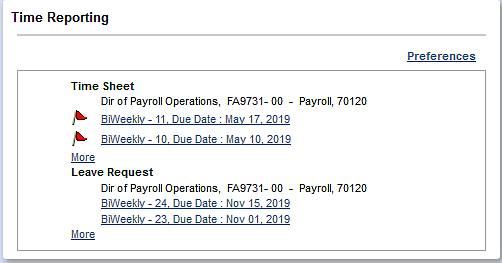 Time Reporting
Preferences
Time Sheet
Dir of Payroll Operations, FA9731- 00 - Payroll, 70120
BiWeekly - 11, Due Date : May 17, 2019
BiWeekly - 10, Due Date : May 10, 2019
More
Leave Request
Dir of Payroll Operations, FA9731- 00 - Payroll, 70120
BiWeekly - 24, Due Date : Nov 15, 2019
BiWeekly - 23, Due Date : Nov 01, 2019
More